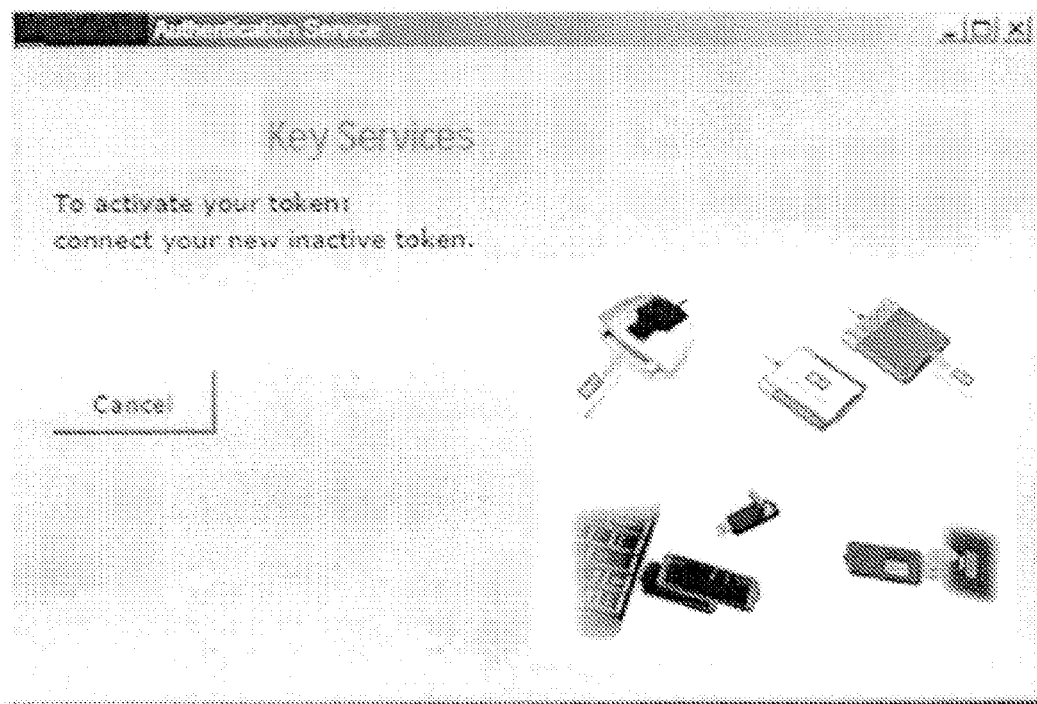 Authentication Service
Key Services
To activate your token:
connect your new inactive token.
Cancel